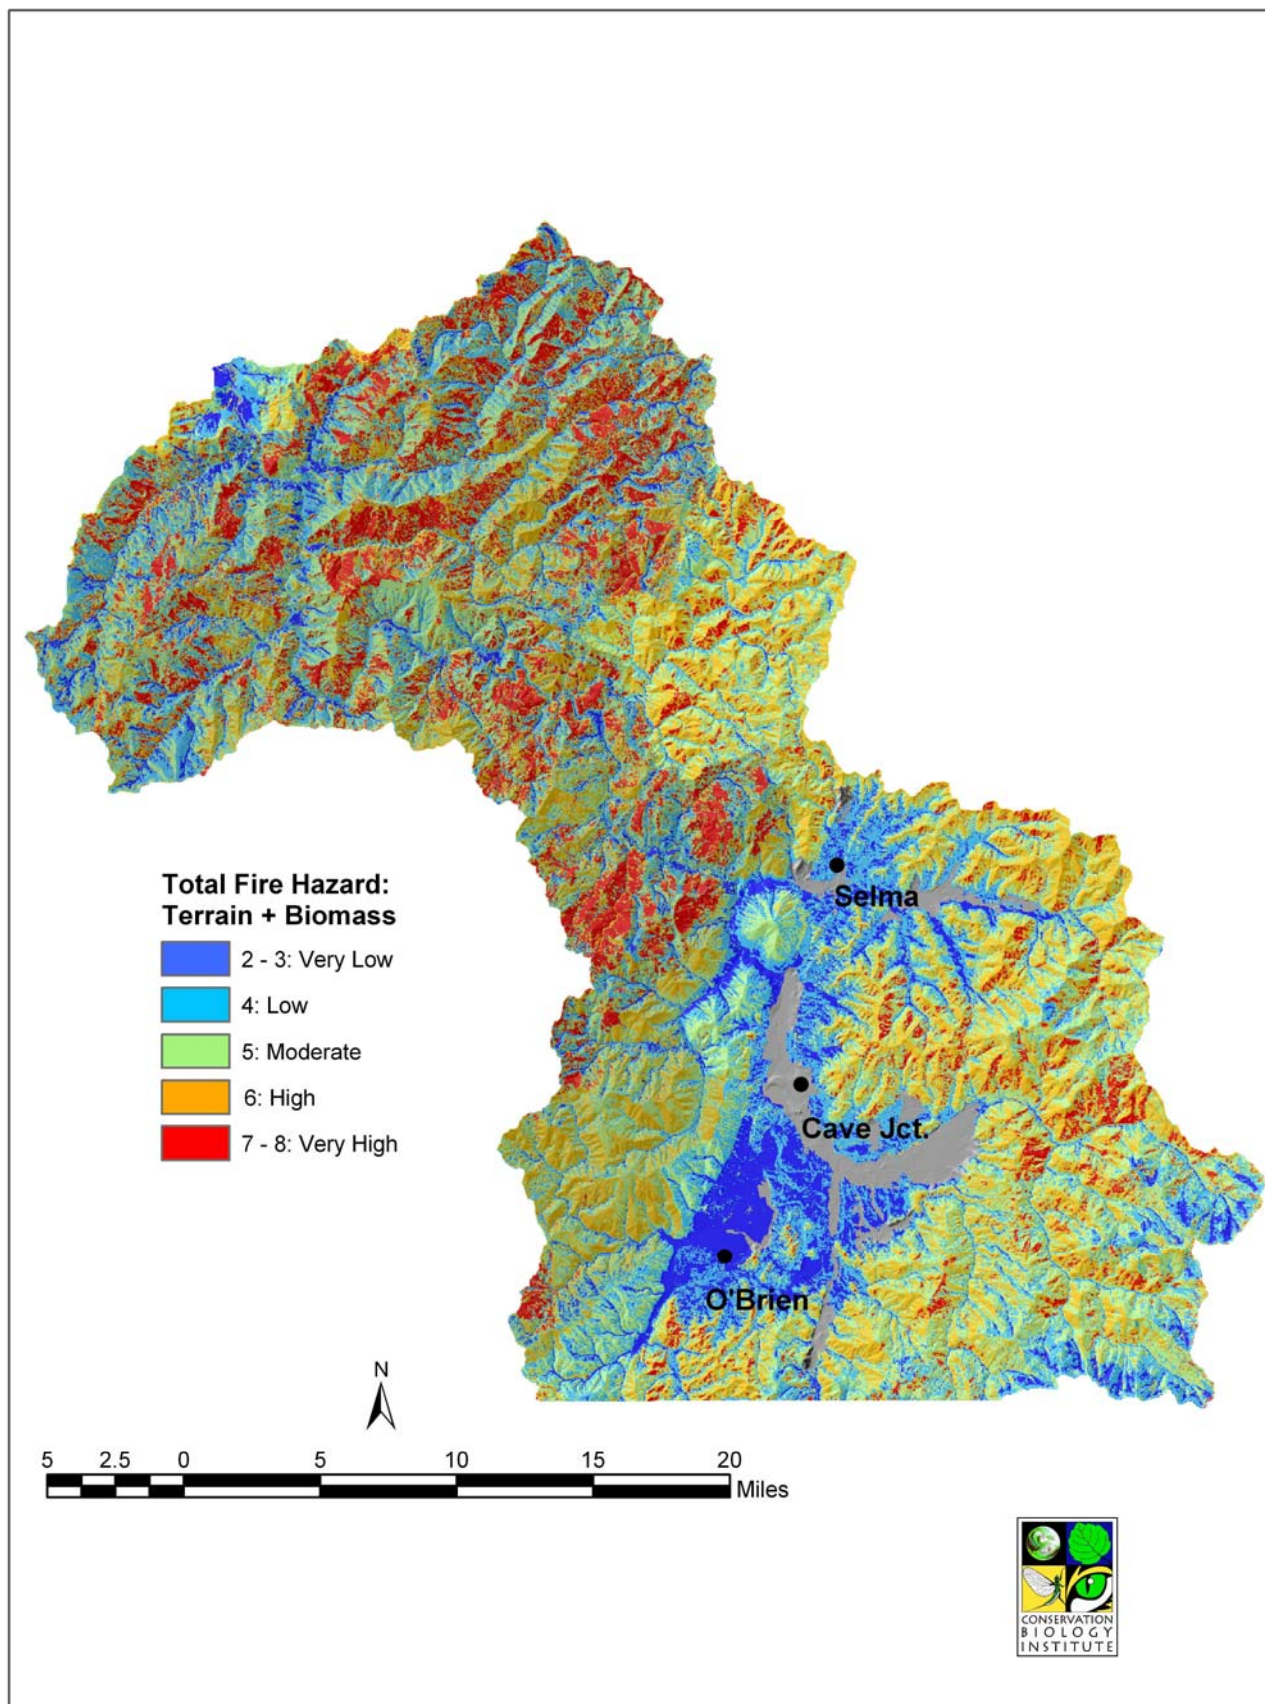 Total Fire Hazard:
Terrain + Biomass
2 - 3: Very Low
4: Low
5: Moderate
6: High
7 - 8: Very High
Selma
Cave Jct.
O'Brien
N
5 2.5 0 5 10 15 20
Miles
CONSERVATION
BIOLOGY
INSTITUTE